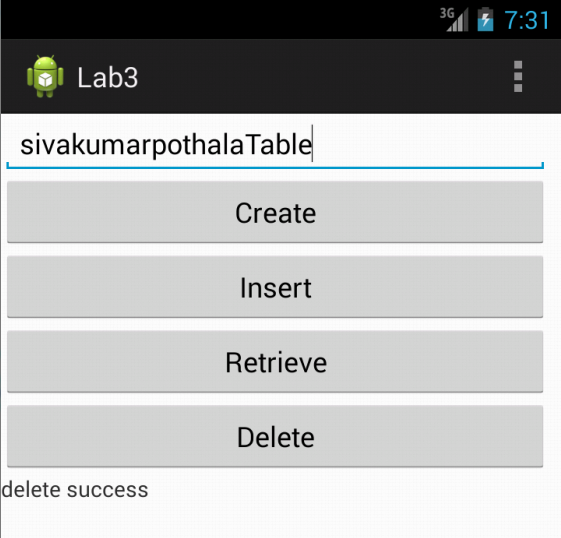 3G 7:31
Lab3
sivakumarpothalaTable
Create
Insert
Retrieve
Delete
delete success